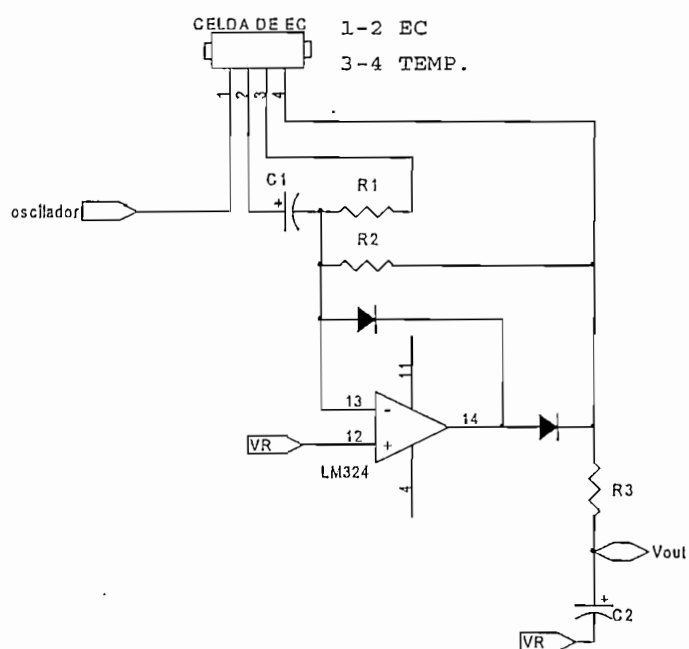 CELDA DE EC
1-2 EC
3-4 TEMP.
1
2
3
4
C1
+
R1
oscilador
R2
11
13
-
14
12
+
VR
LM324
4
R3
Vout
+
C2
VR